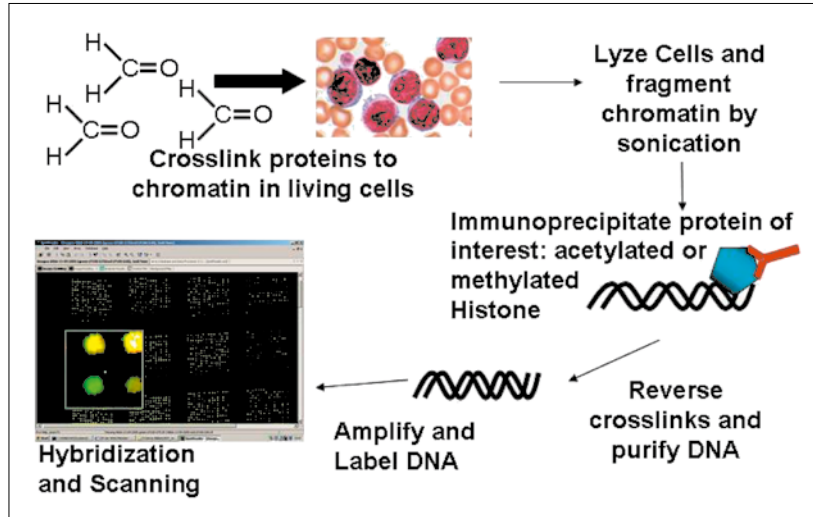 H
H
C=O
H
H
C=O
H
H
C=O
Crosslink proteins to
chromatin in living cells
Lyze Cells and
fragment
chromatin by
sonication
Immunoprecipitate protein of
interest: acetylated or
methylated
Histone
Reverse
crosslinks and
purify DNA
Amplify and
Label DNA
Hybridization
and Scanning